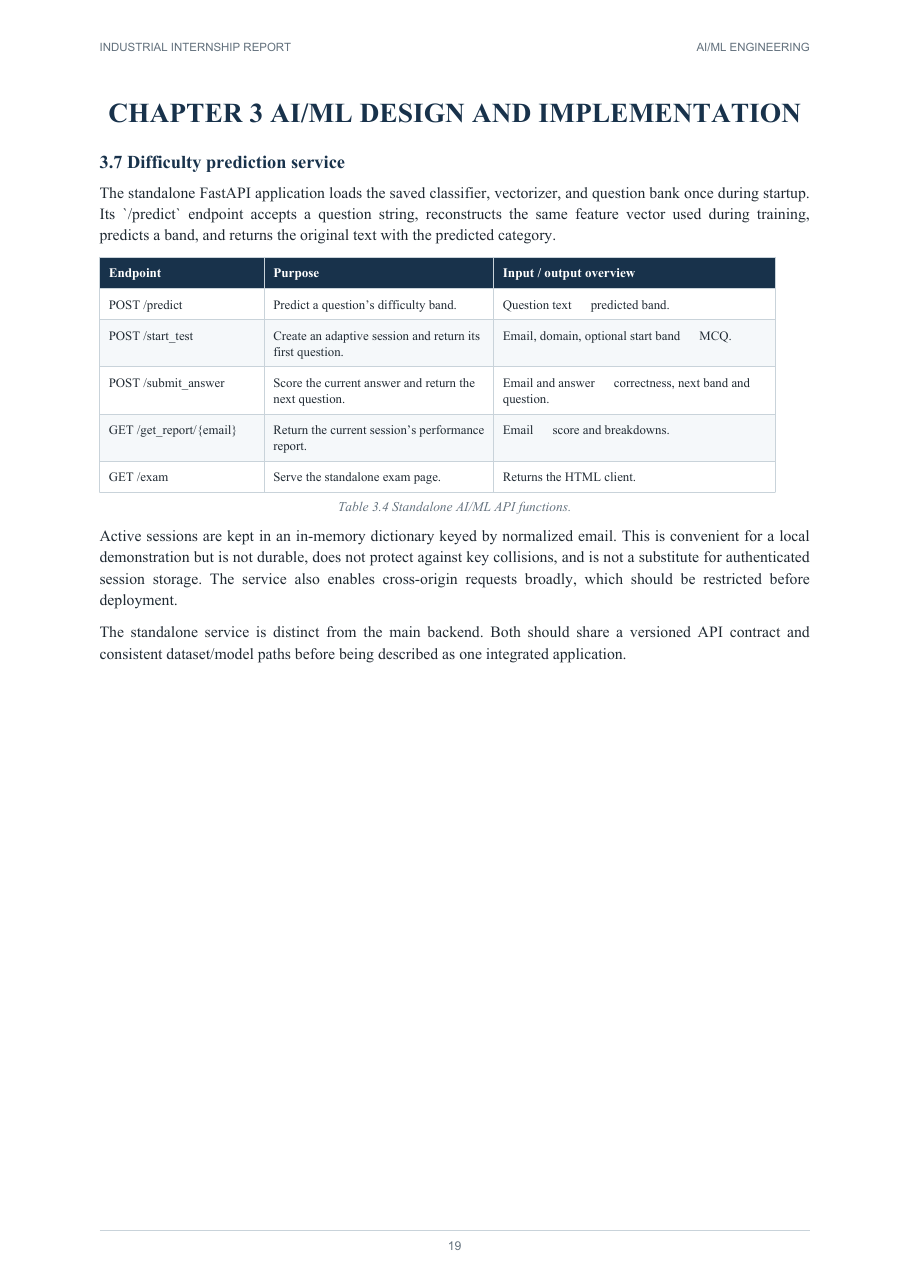 INDUSTRIAL INTERNSHIP REPORT AI/ML ENGINEERING
CHAPTER 3 AI/ML DESIGN AND IMPLEMENTATION
3.7 Difficulty prediction service
The standalone FastAPI application loads the saved classifier, vectorizer, and question bank once during startup.
Its `/predict` endpoint accepts a question string, reconstructs the same feature vector used during training,
predicts a band, and returns the original text with the predicted category.
Endpoint Purpose Input / output overview
POST /predict Predict a question’s difficulty band. Question text predicted band.
POST /start_test Create an adaptive session and return its Email, domain, optional start band MCQ.
first question.
POST /submit_answer Score the current answer and return the Email and answer correctness, next band and
next question. question.
GET /get_report/{email} Return the current session’s performance Email score and breakdowns.
report.
GET /exam Serve the standalone exam page. Returns the HTML client.
Table 3.4 Standalone AI/ML API functions.
Active sessions are kept in an in-memory dictionary keyed by normalized email. This is convenient for a local
demonstration but is not durable, does not protect against key collisions, and is not a substitute for authenticated
session storage. The service also enables cross-origin requests broadly, which should be restricted before
deployment.
The standalone service is distinct from the main backend. Both should share a versioned API contract and
consistent dataset/model paths before being described as one integrated application.
19